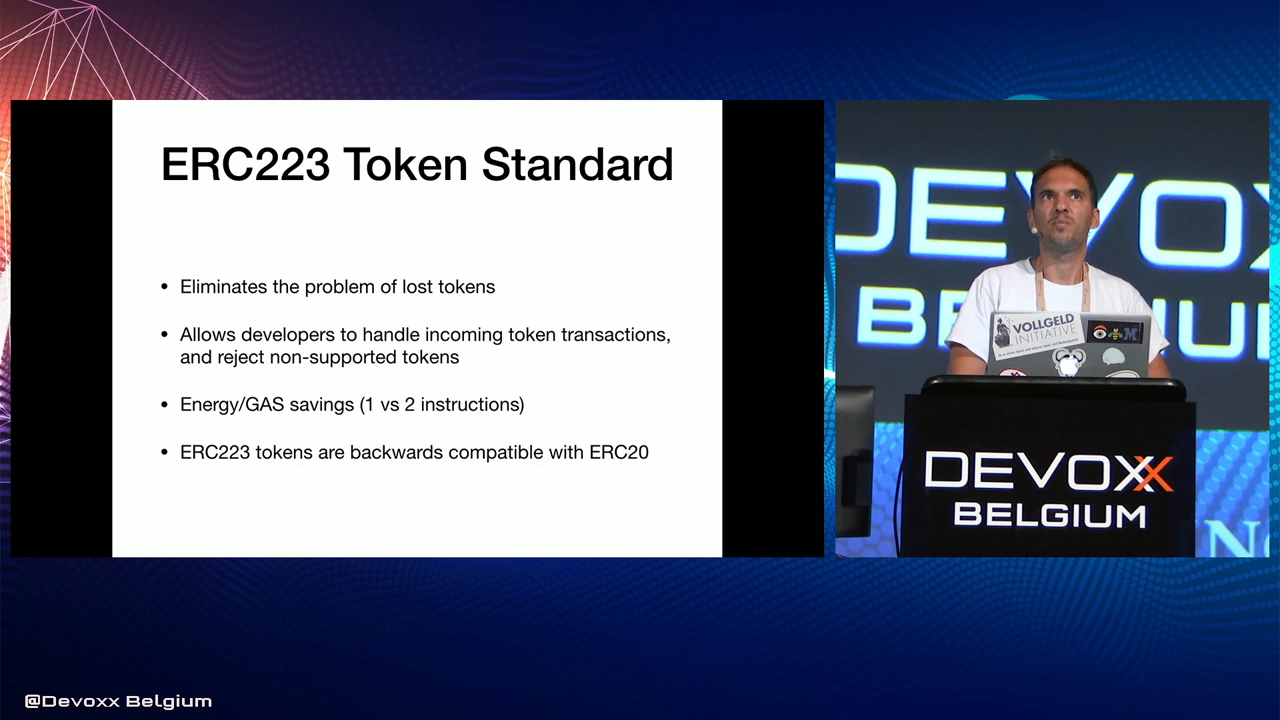 ERC223 Token Standard
• Eliminates the problem of lost tokens
• Allows developers to handle incoming token transactions,
and reject non-supported tokens
• Energy/GAS savings (1 vs 2 instructions)
• ERC223 tokens are backwards compatible with ERC20
DEVOX
BELGIU
VOLLGELD
INITIATIVE
DEVOXX
BELGIUM
@Devoxx Belgium